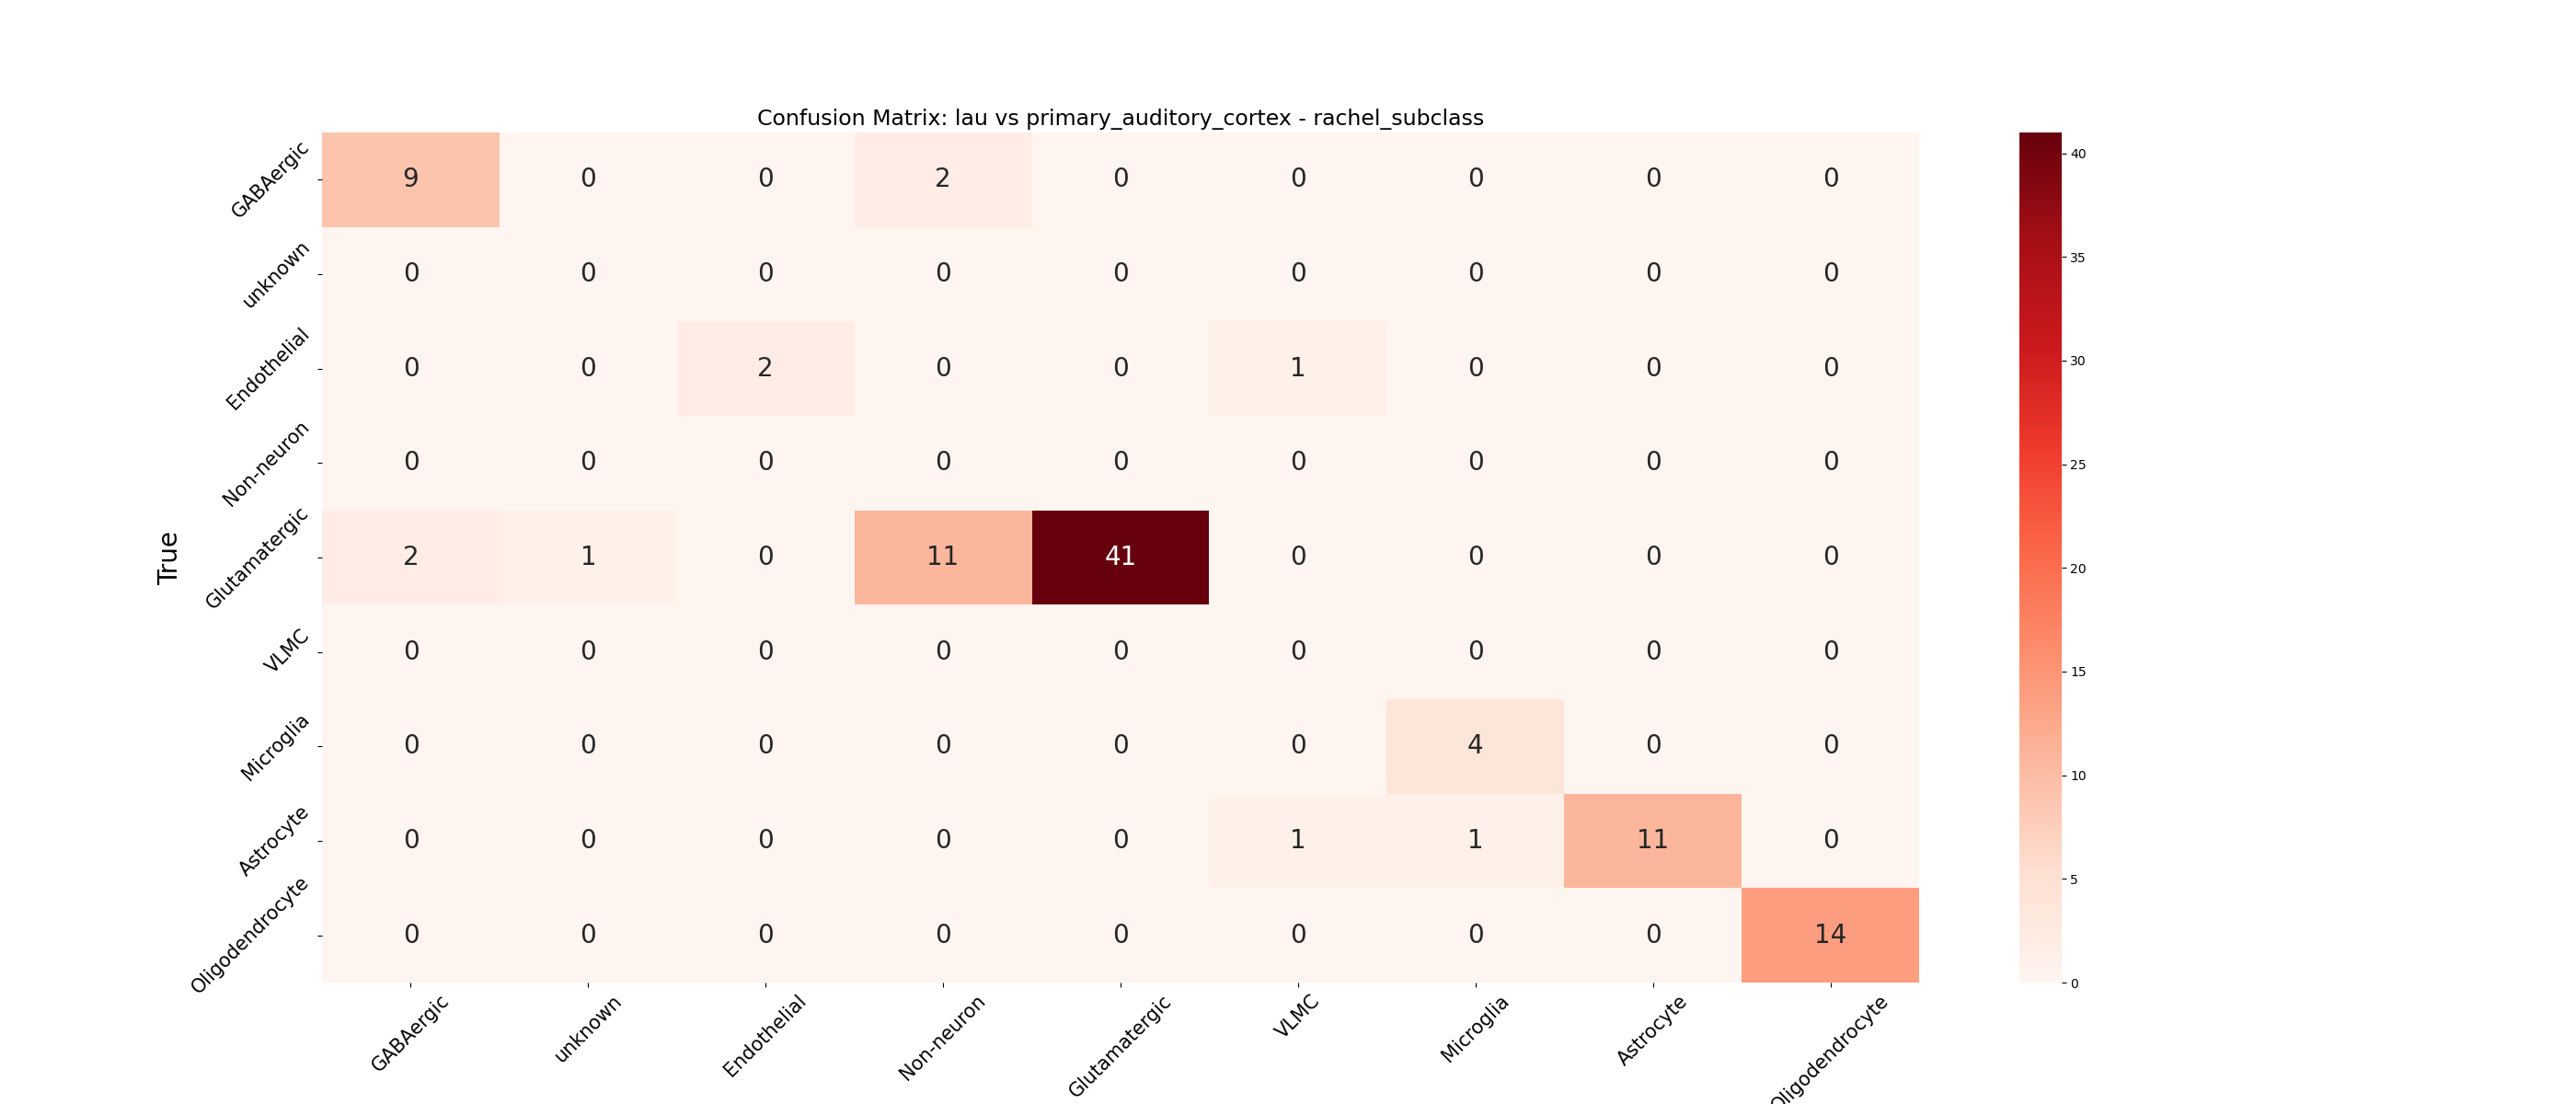 Confusion Matrix: lau vs primary_auditory_cortex - rachel_subclass
True
GABAergic 9 0 0 2 0 0 0 0 0
unknown 0 0 0 0 0 0 0 0 0
Endothelial 0 0 2 0 0 1 0 0 0
Non-neuron 0 0 0 0 0 0 0 0 0
Glutamatergic 2 1 0 11 41 0 0 0 0
VLMC 0 0 0 0 0 0 0 0 0
Microglia 0 0 0 0 0 0 4 0 0
Astrocyte 0 0 0 0 0 1 1 11 0
Oligodendrocyte 0 0 0 0 0 0 0 0 14
GABAergic unknown Endothelial Non-neuron Glutamatergic VLMC Microglia Astrocyte Oligodendrocyte
40
35
30
25
20
15
10
5
0